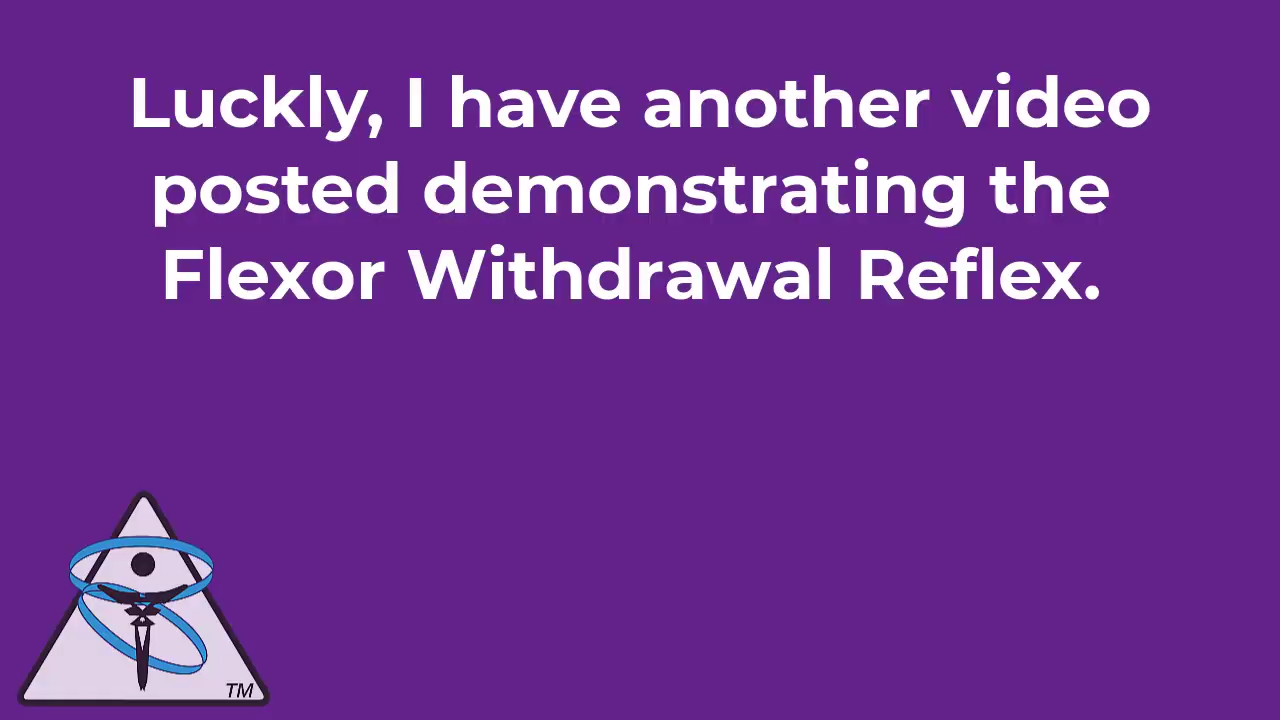 Luckly, I have another video
posted demonstrating the
Flexor Withdrawal Reflex.
TM